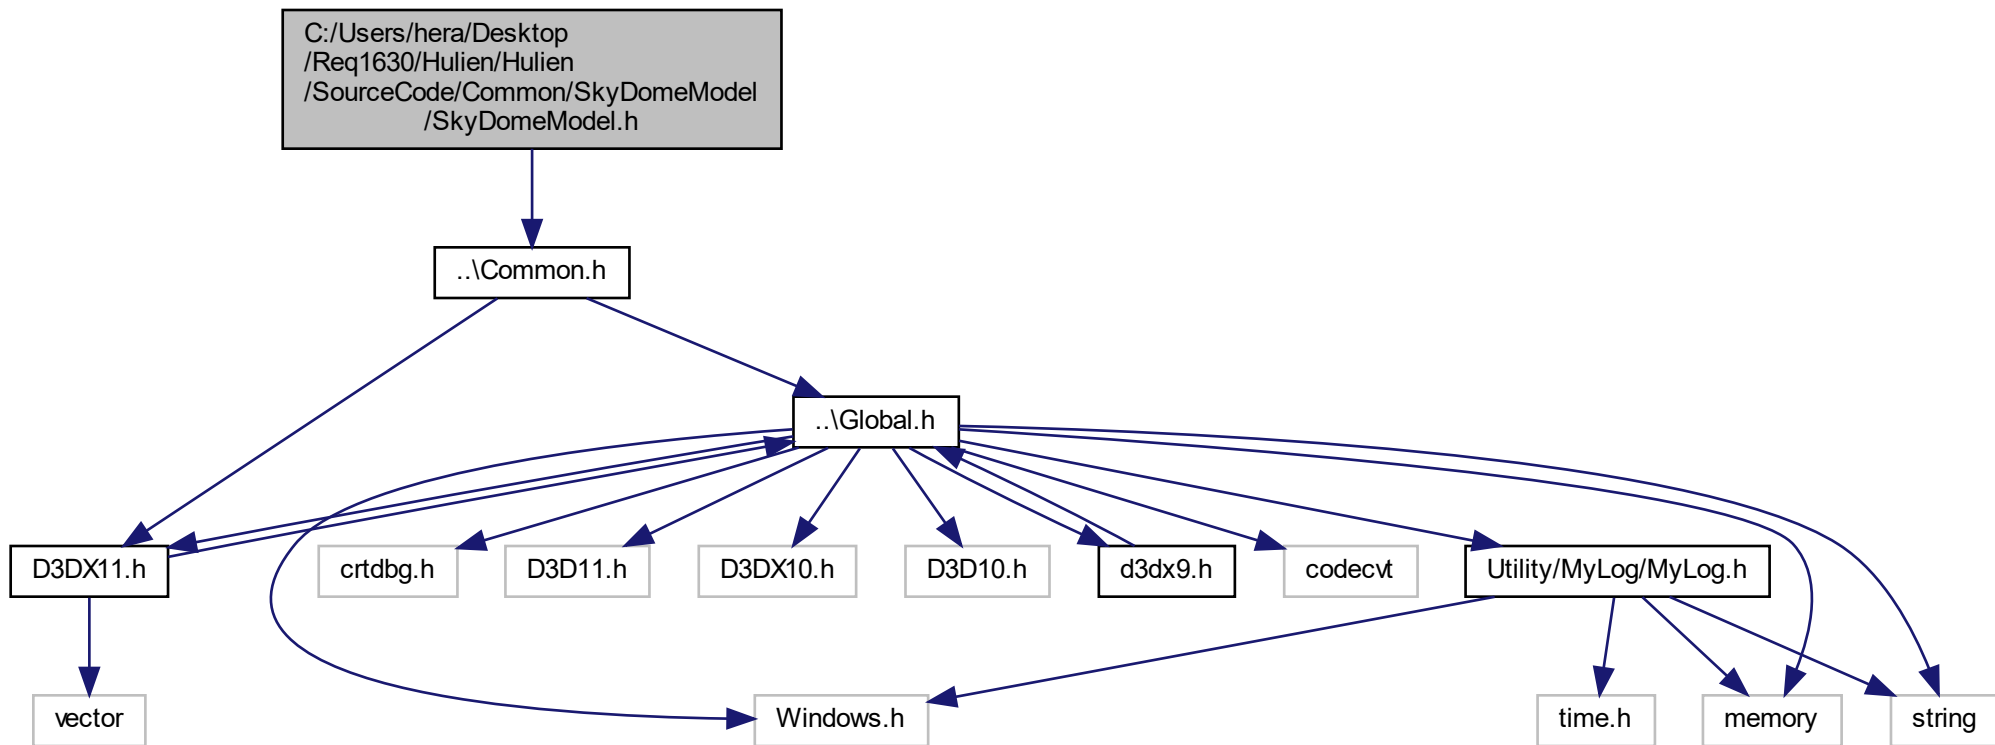 C:/Users/hera/Desktop
/Req1630/Hulien/Hulien
/SourceCode/Common/SkyDomeModel
/SkyDomeModel.h
..\Common.h
..\Global.h
D3DX11.h
crtdbg.h
D3D11.h
D3DX10.h
D3D10.h
d3dx9.h
codecvt
Utility/MyLog/MyLog.h
vector
Windows.h
time.h
memory
string